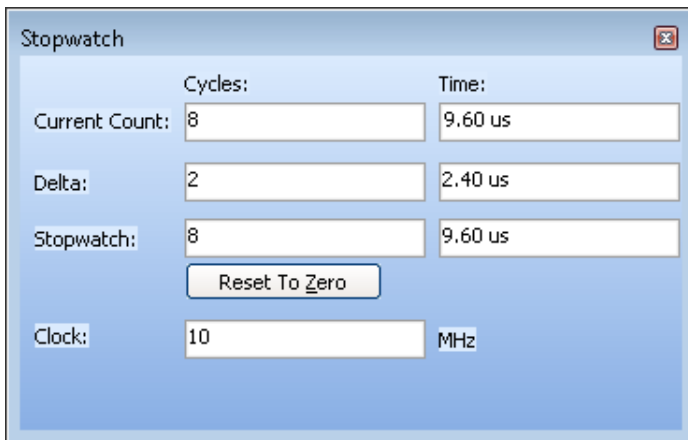 Stopwatch
Cycles: Time:
Current Count: 8 9.60 us
Delta: 2 2.40 us
Stopwatch: 8 9.60 us
Reset To Zero
Clock: 10 MHz